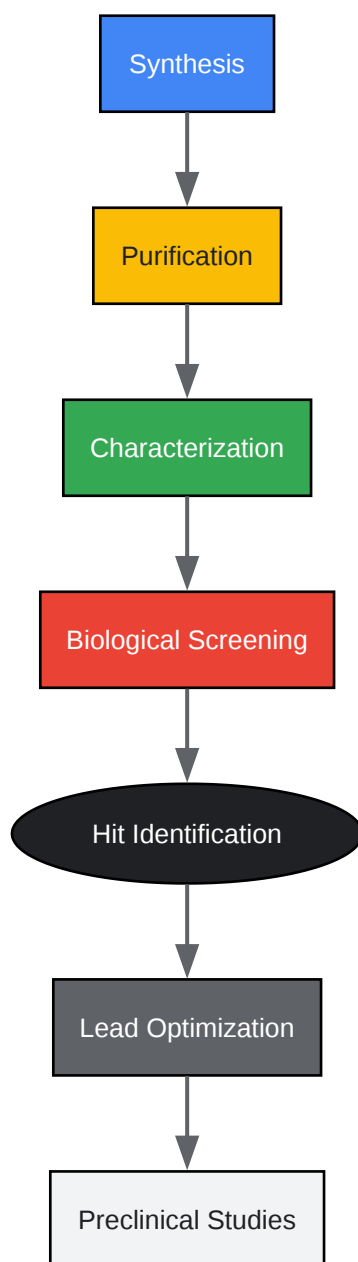 Synthesis
Purification
Characterization
Biological Screening
Hit Identification
Lead Optimization
Preclinical Studies